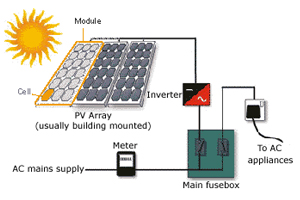 Module
Cell
PV Array
(usually building mounted)
Inverter
Meter
AC mains supply
Main fusebox
To AC
appliances